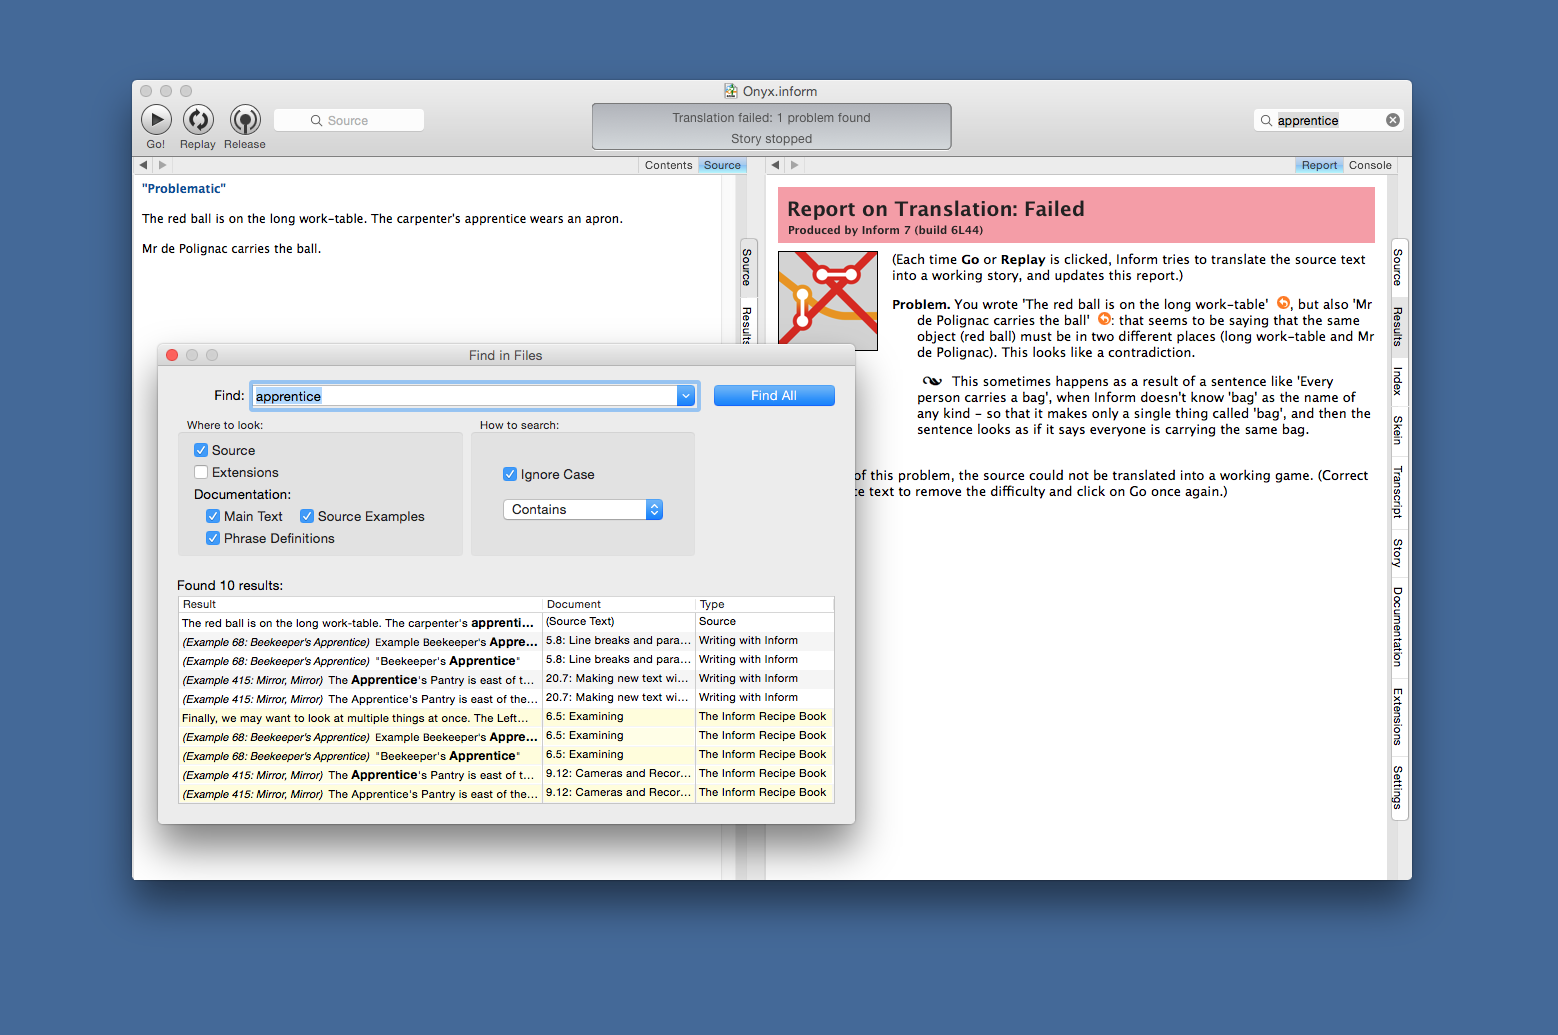 Onyx.inform
Go!
Replay
Release
Source
Translation failed: 1 problem found
Story stopped
apprentice
Contents
Source
Report
Console
"Problematic"
The red ball is on the long work-table. The carpenter's apprentice wears an apron.
Mr de Polignac carries the ball.
Source
Results
Report on Translation: Failed
Produced by Inform 7 (build 6L44)
(Each time Go or Replay is clicked, Inform tries to translate the source text
into a working story, and updates this report.)
Problem. You wrote 'The red ball is on the long work-table' , but also 'Mr
de Polignac carries the ball' : that seems to be saying that the same
object (red ball) must be in two different places (long work-table and Mr
de Polignac). This looks like a contradiction.
This sometimes happens as a result of a sentence like 'Every
person carries a bag', when Inform doesn't know 'bag' as the name of
any kind - so that it makes only a single thing called 'bag', and then the
sentence looks as if it says everyone is carrying the same bag.
of this problem, the source could not be translated into a working game. (Correct
text to remove the difficulty and click on Go once again.)
Source
Results
Index
Skein
Transcript
Story
Documentation
Extensions
Settings
Find in Files
Find:
apprentice
Find All
Where to look:
How to search:
Source
Extensions
Documentation:
Main Text
Source Examples
Phrase Definitions
Ignore Case
Contains
Found 10 results:
Result Document Type
The red ball is on the long work-table. The carpenter's apprenti... (Source Text) Source
(Example 68: Beekeeper's Apprentice) Example Beekeeper's Appre... 5.8: Line breaks and para... Writing with Inform
(Example 68: Beekeeper's Apprentice) "Beekeeper's Apprentice" 5.8: Line breaks and para... Writing with Inform
(Example 415: Mirror, Mirror) The Apprentice's Pantry is east of t... 20.7: Making new text wi... Writing with Inform
(Example 415: Mirror, Mirror) The Apprentice's Pantry is east of the... 20.7: Making new text wi... Writing with Inform
Finally, we may want to look at multiple things at once. The Left... 6.5: Examining The Inform Recipe Book
(Example 68: Beekeeper's Apprentice) Example Beekeeper's Appre... 6.5: Examining The Inform Recipe Book
(Example 68: Beekeeper's Apprentice) "Beekeeper's Apprentice" 6.5: Examining The Inform Recipe Book
(Example 415: Mirror, Mirror) The Apprentice's Pantry is east of t... 9.12: Cameras and Recor... The Inform Recipe Book
(Example 415: Mirror, Mirror) The Apprentice's Pantry is east of the... 9.12: Cameras and Recor... The Inform Recipe Book